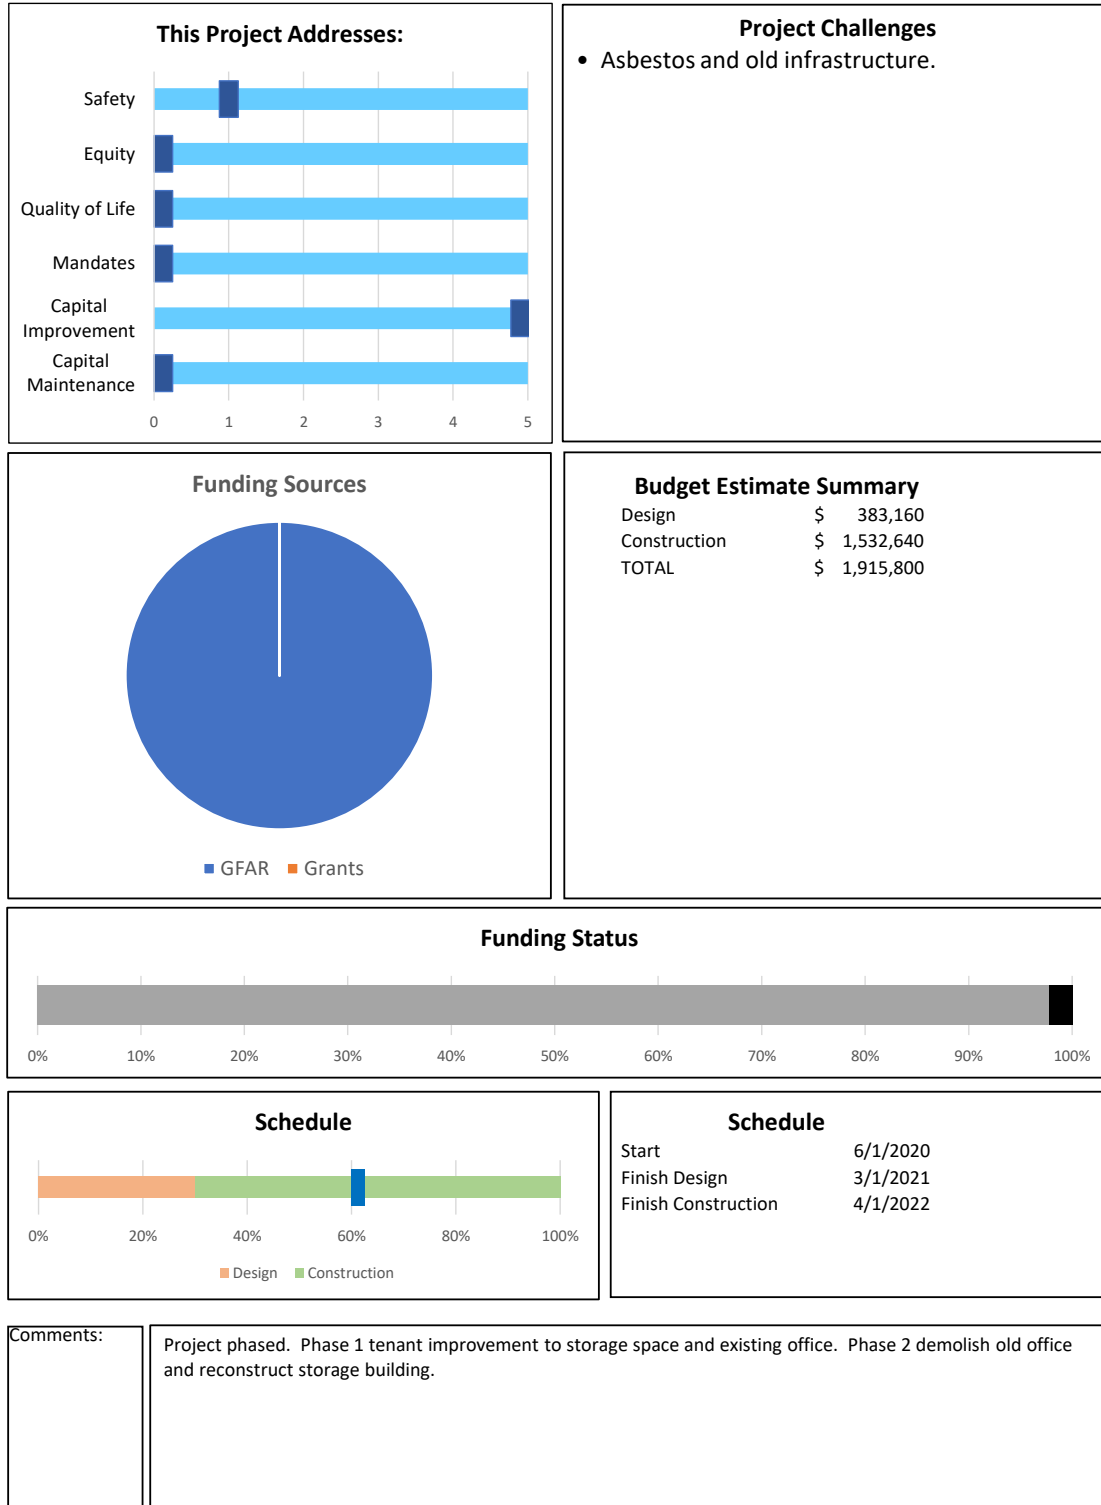 This Project Addresses:
Safety
Equity
Quality of Life
Mandates
Capital
Improvement
Capital
Maintenance
0 1 2 3 4 5
Project Challenges
• Asbestos and old infrastructure.
Funding Sources
GFAR Grants
Budget Estimate Summary
Design $ 383,160
Construction $ 1,532,640
TOTAL $ 1,915,800
Funding Status
0% 10% 20% 30% 40% 50% 60% 70% 80% 90% 100%
Schedule
0% 20% 40% 60% 80% 100%
Design Construction
Schedule
Start 6/1/2020
Finish Design 3/1/2021
Finish Construction 4/1/2022
Comments:
Project phased.  Phase 1 tenant improvement to storage space and existing office.  Phase 2 demolish old office
and reconstruct storage building.